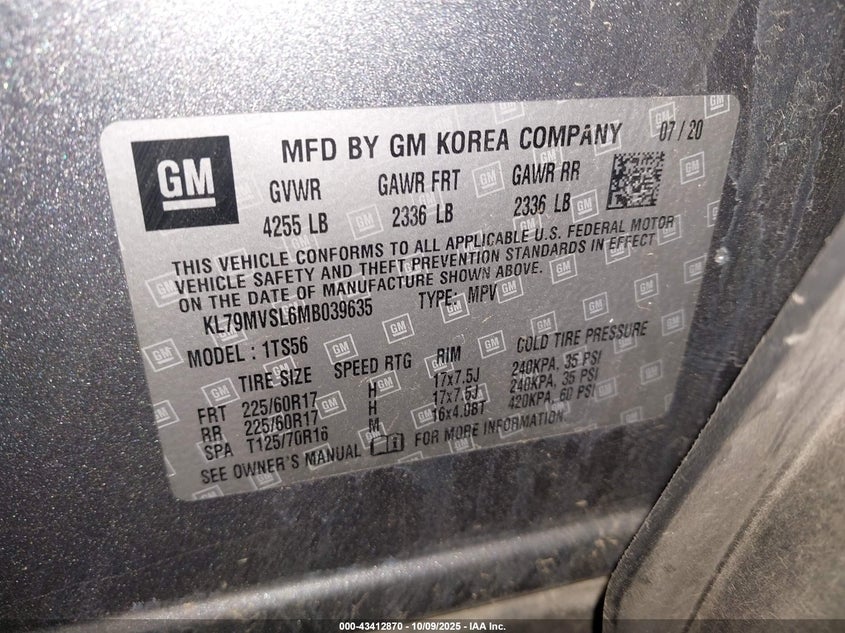 GM
MFD BY GM KOREA COMPANY 07/20
GVWR GAWR FRT GAWR RR
4255 LB 2336 LB 2336 LB
THIS VEHICLE CONFORMS TO ALL APPLICABLE U.S. FEDERAL MOTOR
VEHICLE SAFETY AND THEFT PREVENTION STANDARDS IN EFFECT
ON THE DATE OF MANUFACTURE SHOWN ABOVE.
KL79MVSL6MB039635 TYPE: MPV
MODEL : 1TS56
TIRE SIZE SPEED RTG RIM COLD TIRE PRESSURE
FRT 225/60R17 H 17x7.5J 240KPA, 35 PSI
RR 225/60R17 H 17x7.5J 240KPA, 35 PSI
SPA T125/70R16 M 16x4.0BT 420KPA, 60 PSI
SEE OWNER'S MANUAL FOR MORE INFORMATION.
000-43412870 - 10/09/2025 - IAA Inc.